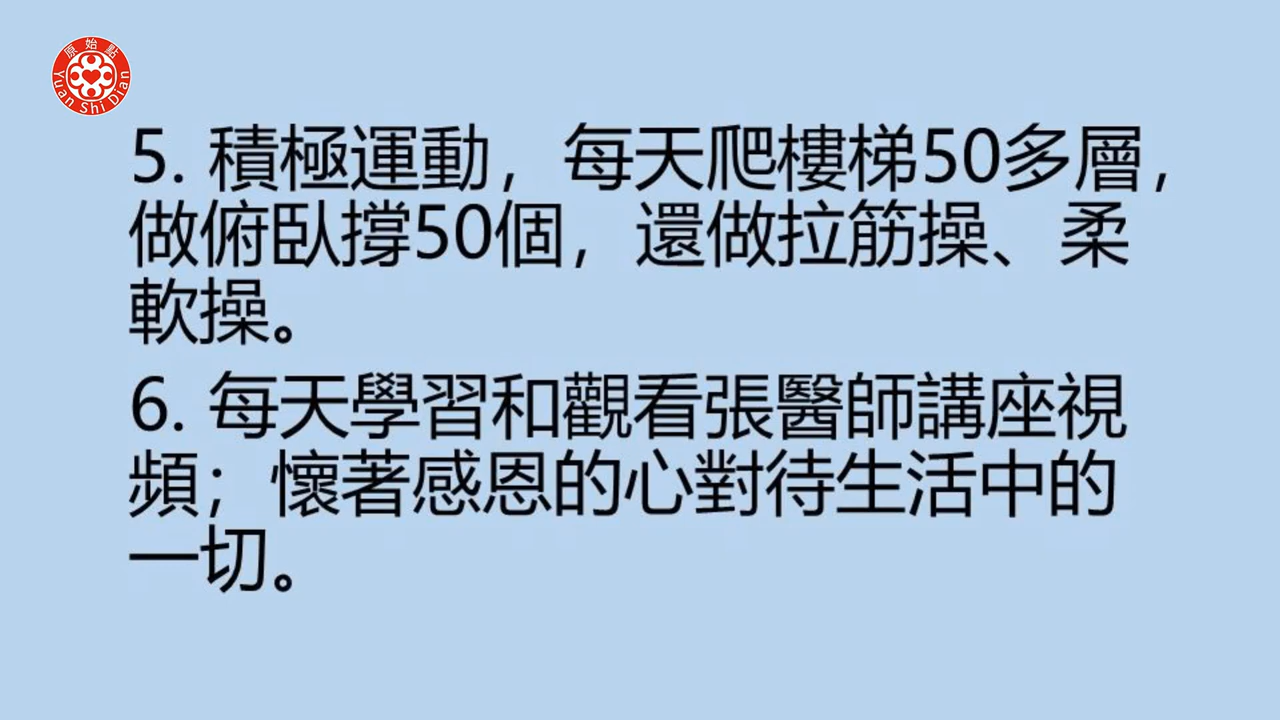 原始點
Yuan Shi Dian
5. 積極運動，每天爬樓梯50多層，
做俯臥撐50個，還做拉筋操、柔
軟操。
6. 每天學習和觀看張醫師講座視
頻；懷著感恩的心對待生活中的
一切。